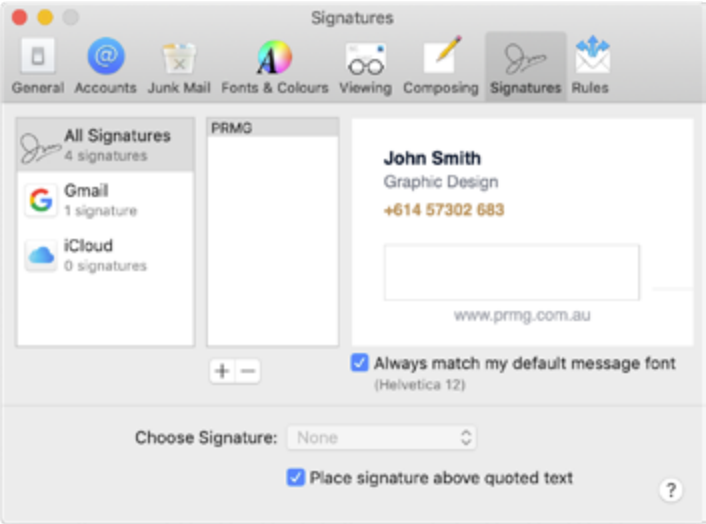 Signatures
General Accounts Junk Mail Fonts & Colours Viewing Composing Signatures Rules
All Signatures
4 signatures
Gmail
1 signature
iCloud
0 signatures
PRMG
John Smith
Graphic Design
+614 57302 683
www.prmg.com.au
+ −
Always match my default message font
(Helvetica 12)
Choose Signature: None
Place signature above quoted text
?